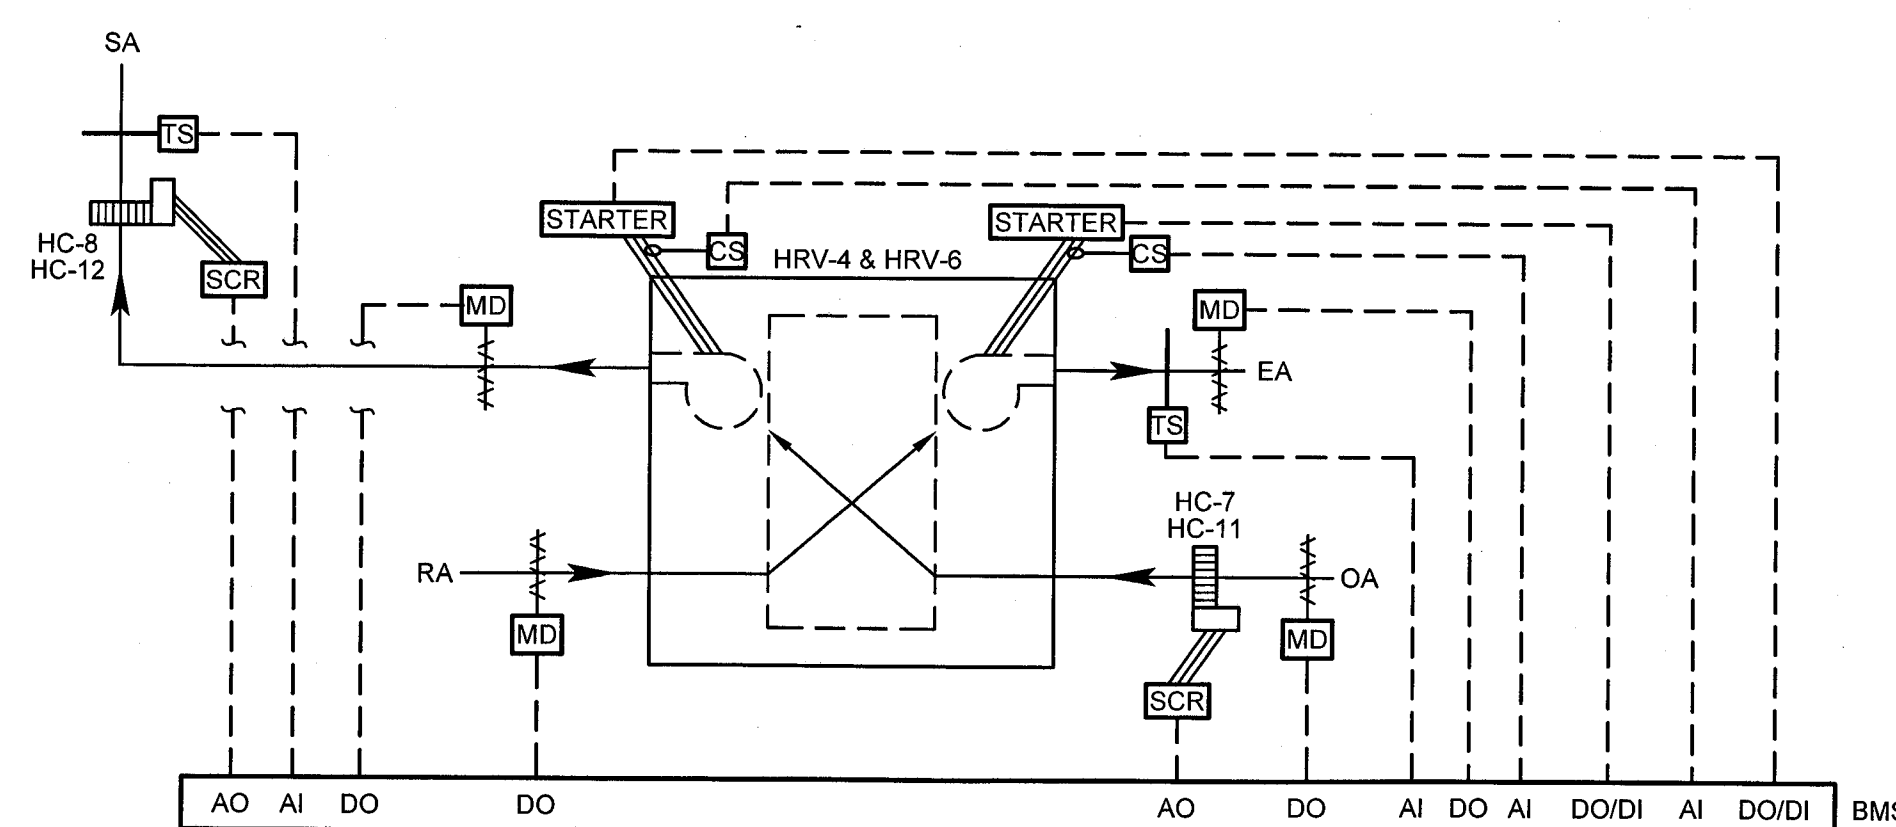 SA
TS
STARTER
STARTER
HC-8
HC-12
CS
CS
HRV-4 & HRV-6
SCR
MD
MD
EA
TS
HC-7
HC-11
RA
OA
MD
MD
SCR
AO AI DO DO AO DO AI DO AI DO/DI AI DO/DI BMS